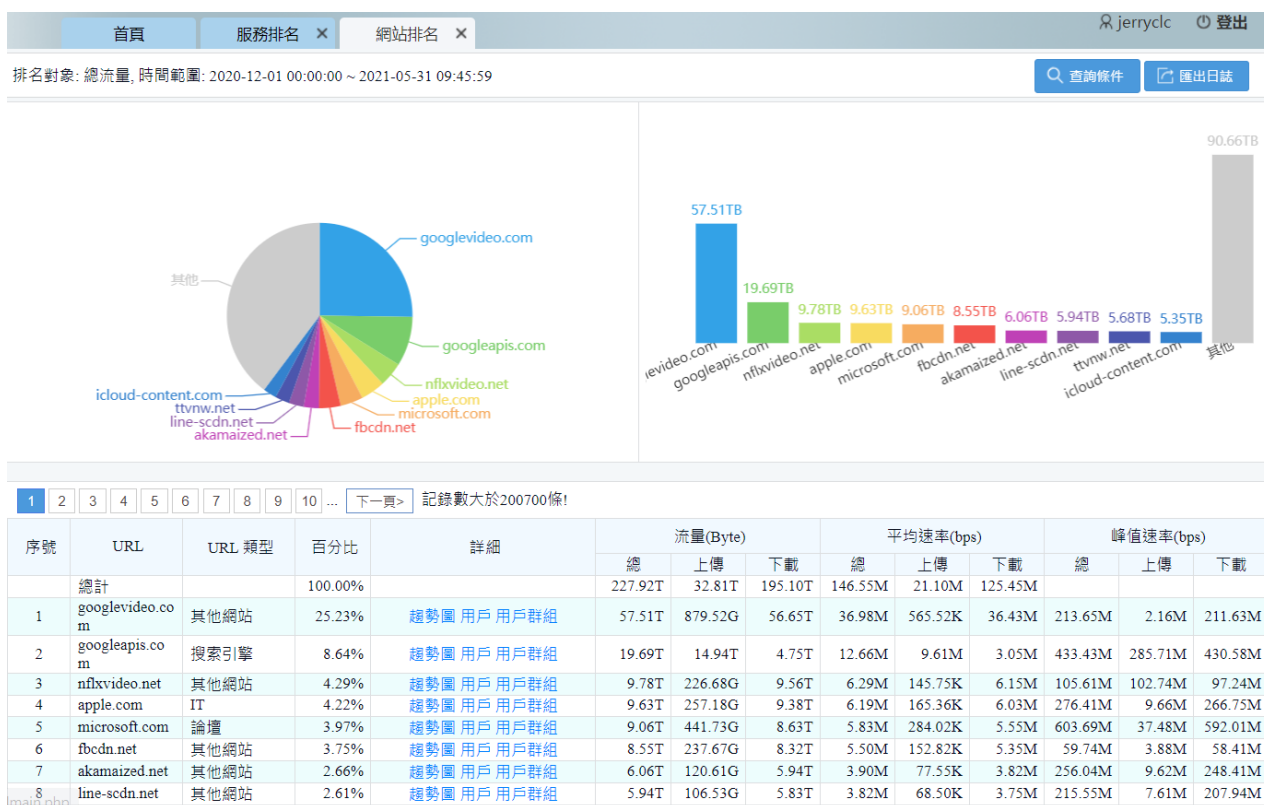 首頁 服務排名 ✕ 網站排名 ✕ jerryclc 登出
排名對象: 總流量, 時間範圍: 2020-12-01 00:00:00 ~ 2021-05-31 09:45:59 查詢條件 匯出日誌
其他
googlevideo.com
googleapis.com
nflxvideo.net
apple.com
microsoft.com
fbcdn.net
icloud-content.com
ttvnw.net
line-scdn.net
akamaized.net
57.51TB 19.69TB 9.78TB 9.63TB 9.06TB 8.55TB 6.06TB 5.94TB 5.68TB 5.35TB 90.66TB
evideo.com googleapis.com nflxvideo.net apple.com microsoft.com fbcdn.net akamaized.net line-scdn.net ttvnw.net icloud-content.com 其他
1 2 3 4 5 6 7 8 9 10 ... 下一頁> 記錄數大於200700條!
序號 URL URL 類型 百分比 詳細 流量(Byte) 平均速率(bps) 峰值速率(bps)
總 上傳 下載 總 上傳 下載 總 上傳 下載
總計 100.00% 227.92T 32.81T 195.10T 146.55M 21.10M 125.45M
1 googlevideo.com 其他網站 25.23% 趨勢圖 用戶 用戶群組 57.51T 879.52G 56.65T 36.98M 565.52K 36.43M 213.65M 2.16M 211.63M
2 googleapis.com 搜索引擎 8.64% 趨勢圖 用戶 用戶群組 19.69T 14.94T 4.75T 12.66M 9.61M 3.05M 433.43M 285.71M 430.58M
3 nflxvideo.net 其他網站 4.29% 趨勢圖 用戶 用戶群組 9.78T 226.68G 9.56T 6.29M 145.75K 6.15M 105.61M 102.74M 97.24M
4 apple.com IT 4.22% 趨勢圖 用戶 用戶群組 9.63T 257.18G 9.38T 6.19M 165.36K 6.03M 276.41M 9.66M 266.75M
5 microsoft.com 論壇 3.97% 趨勢圖 用戶 用戶群組 9.06T 441.73G 8.63T 5.83M 284.02K 5.55M 603.69M 37.48M 592.01M
6 fbcdn.net 其他網站 3.75% 趨勢圖 用戶 用戶群組 8.55T 237.67G 8.32T 5.50M 152.82K 5.35M 59.74M 3.88M 58.41M
7 akamaized.net 其他網站 2.66% 趨勢圖 用戶 用戶群組 6.06T 120.61G 5.94T 3.90M 77.55K 3.82M 256.04M 9.62M 248.41M
8 line-scdn.net 其他網站 2.61% 趨勢圖 用戶 用戶群組 5.94T 106.53G 5.83T 3.82M 68.50K 3.75M 215.55M 7.61M 207.94M